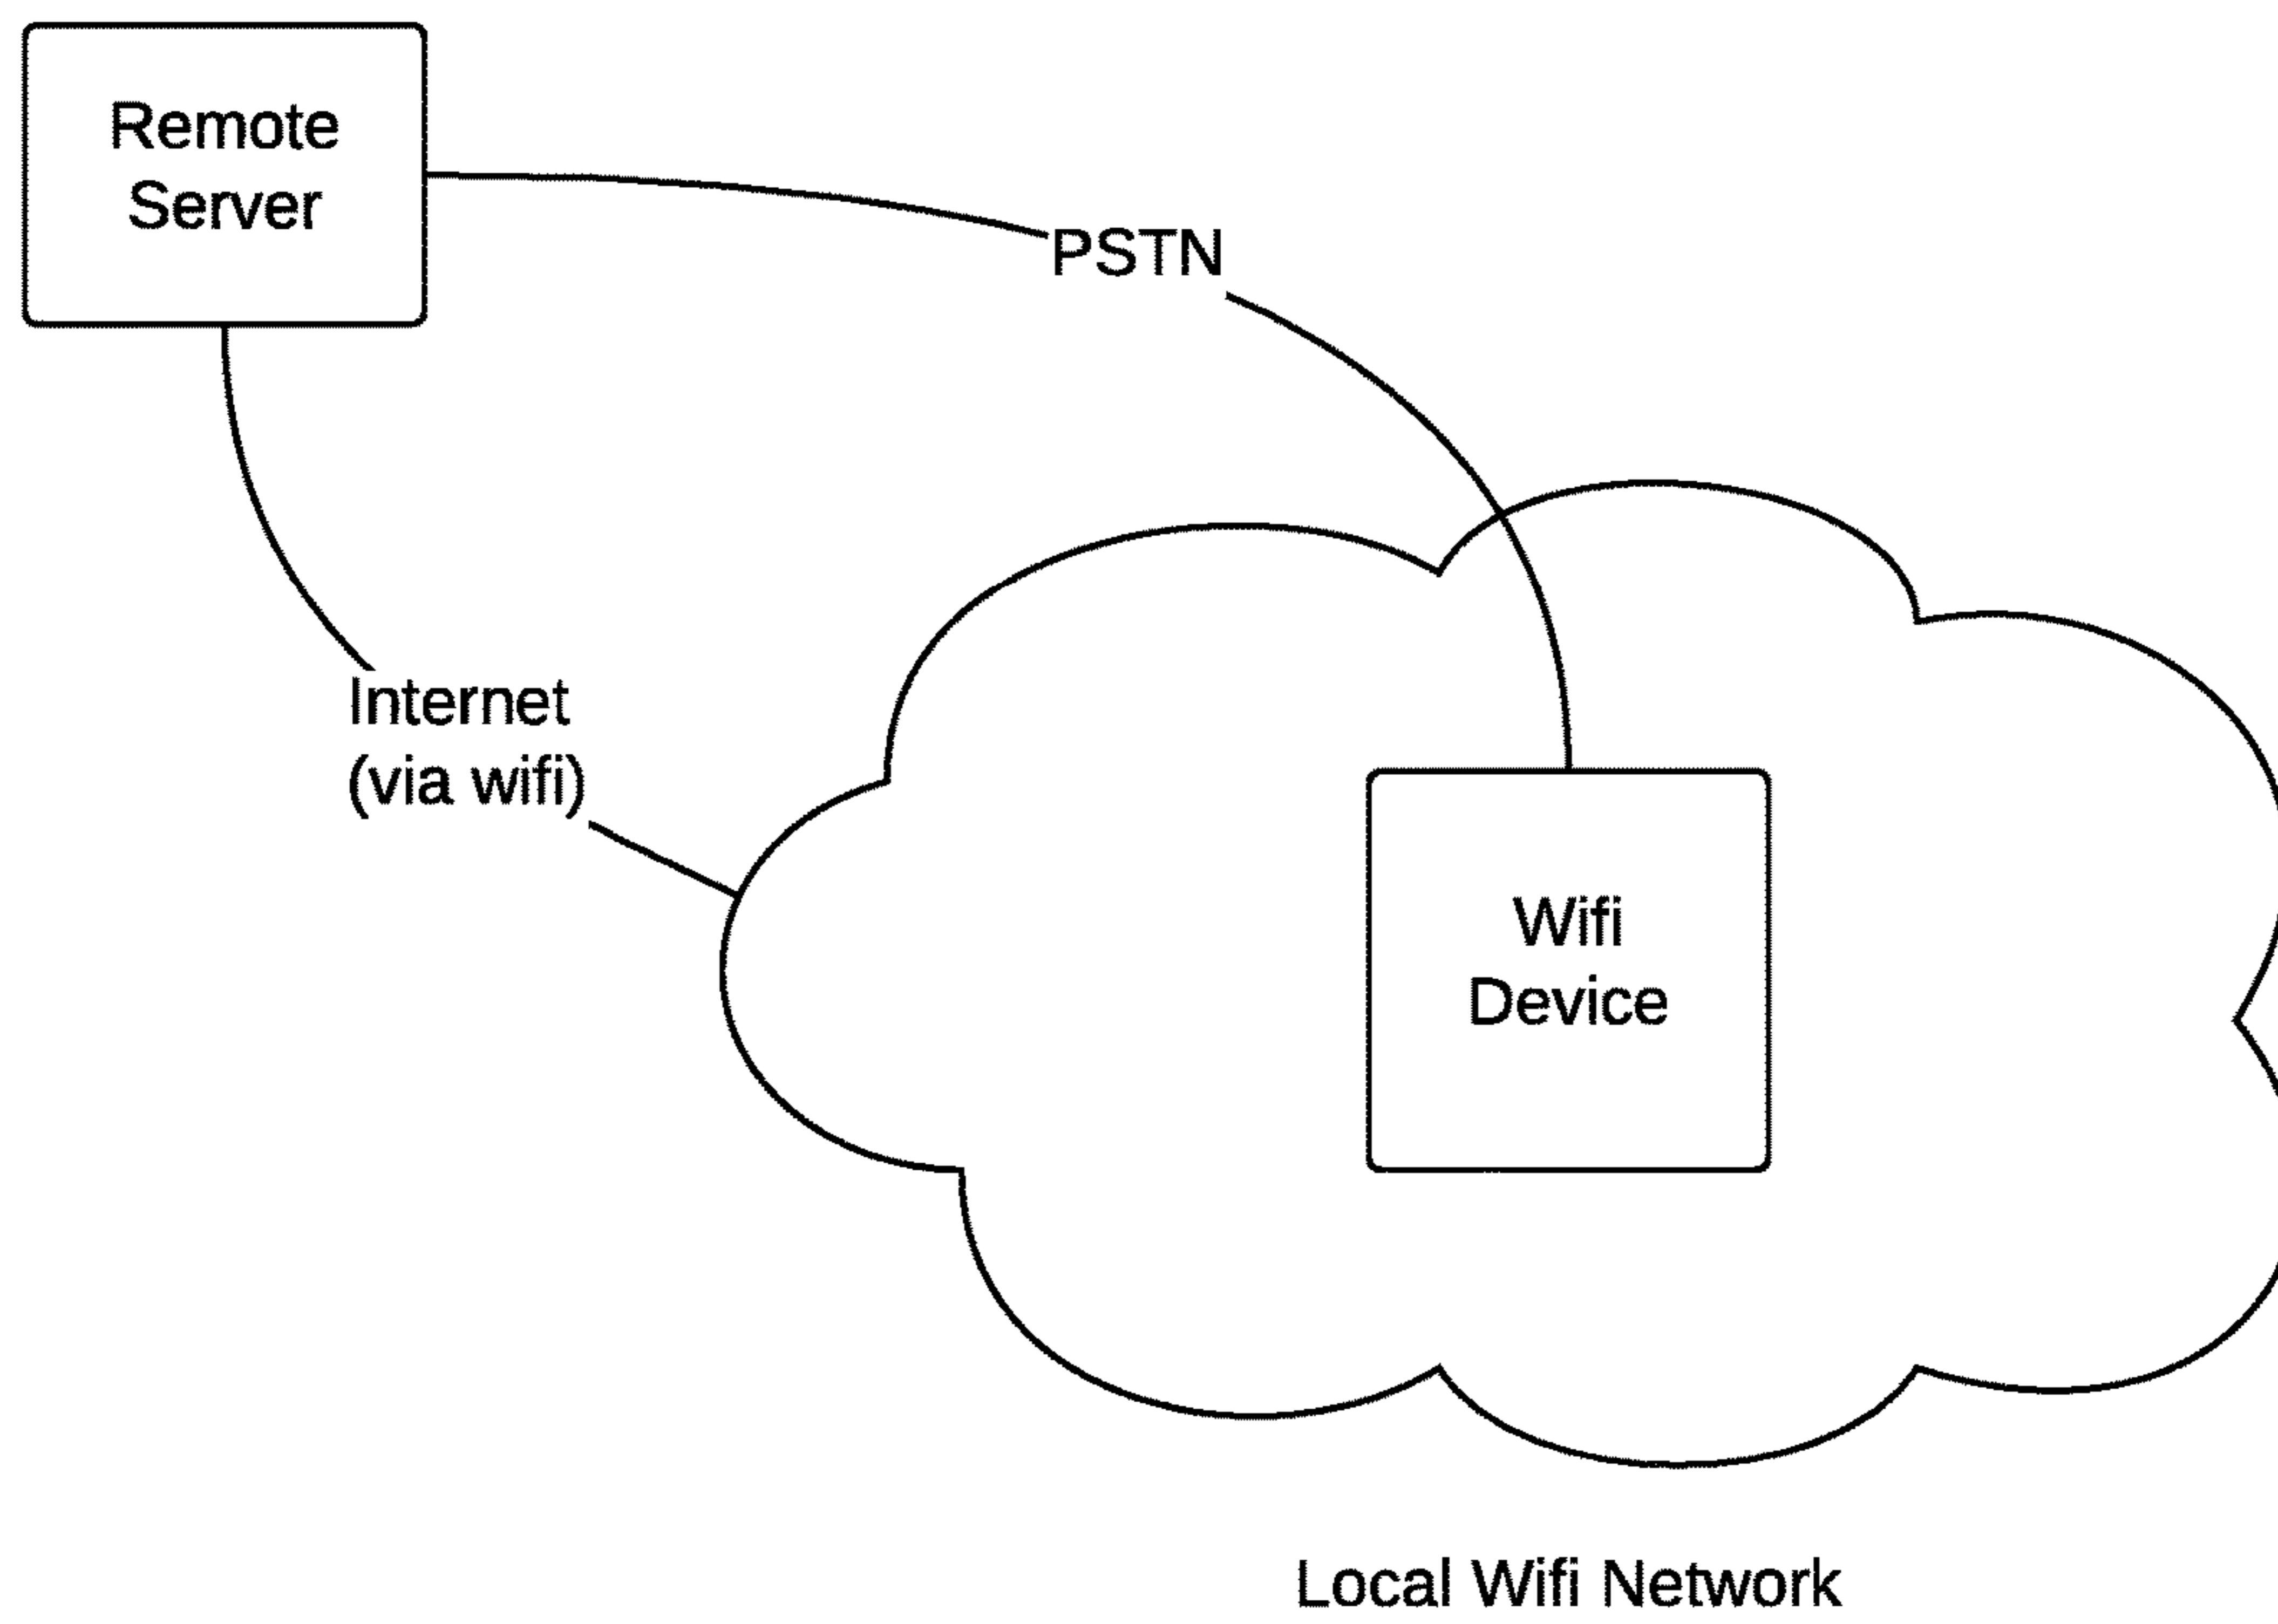 Remote
Server
PSTN
Internet
(via wifi)
Wifi
Device
Local Wifi Network